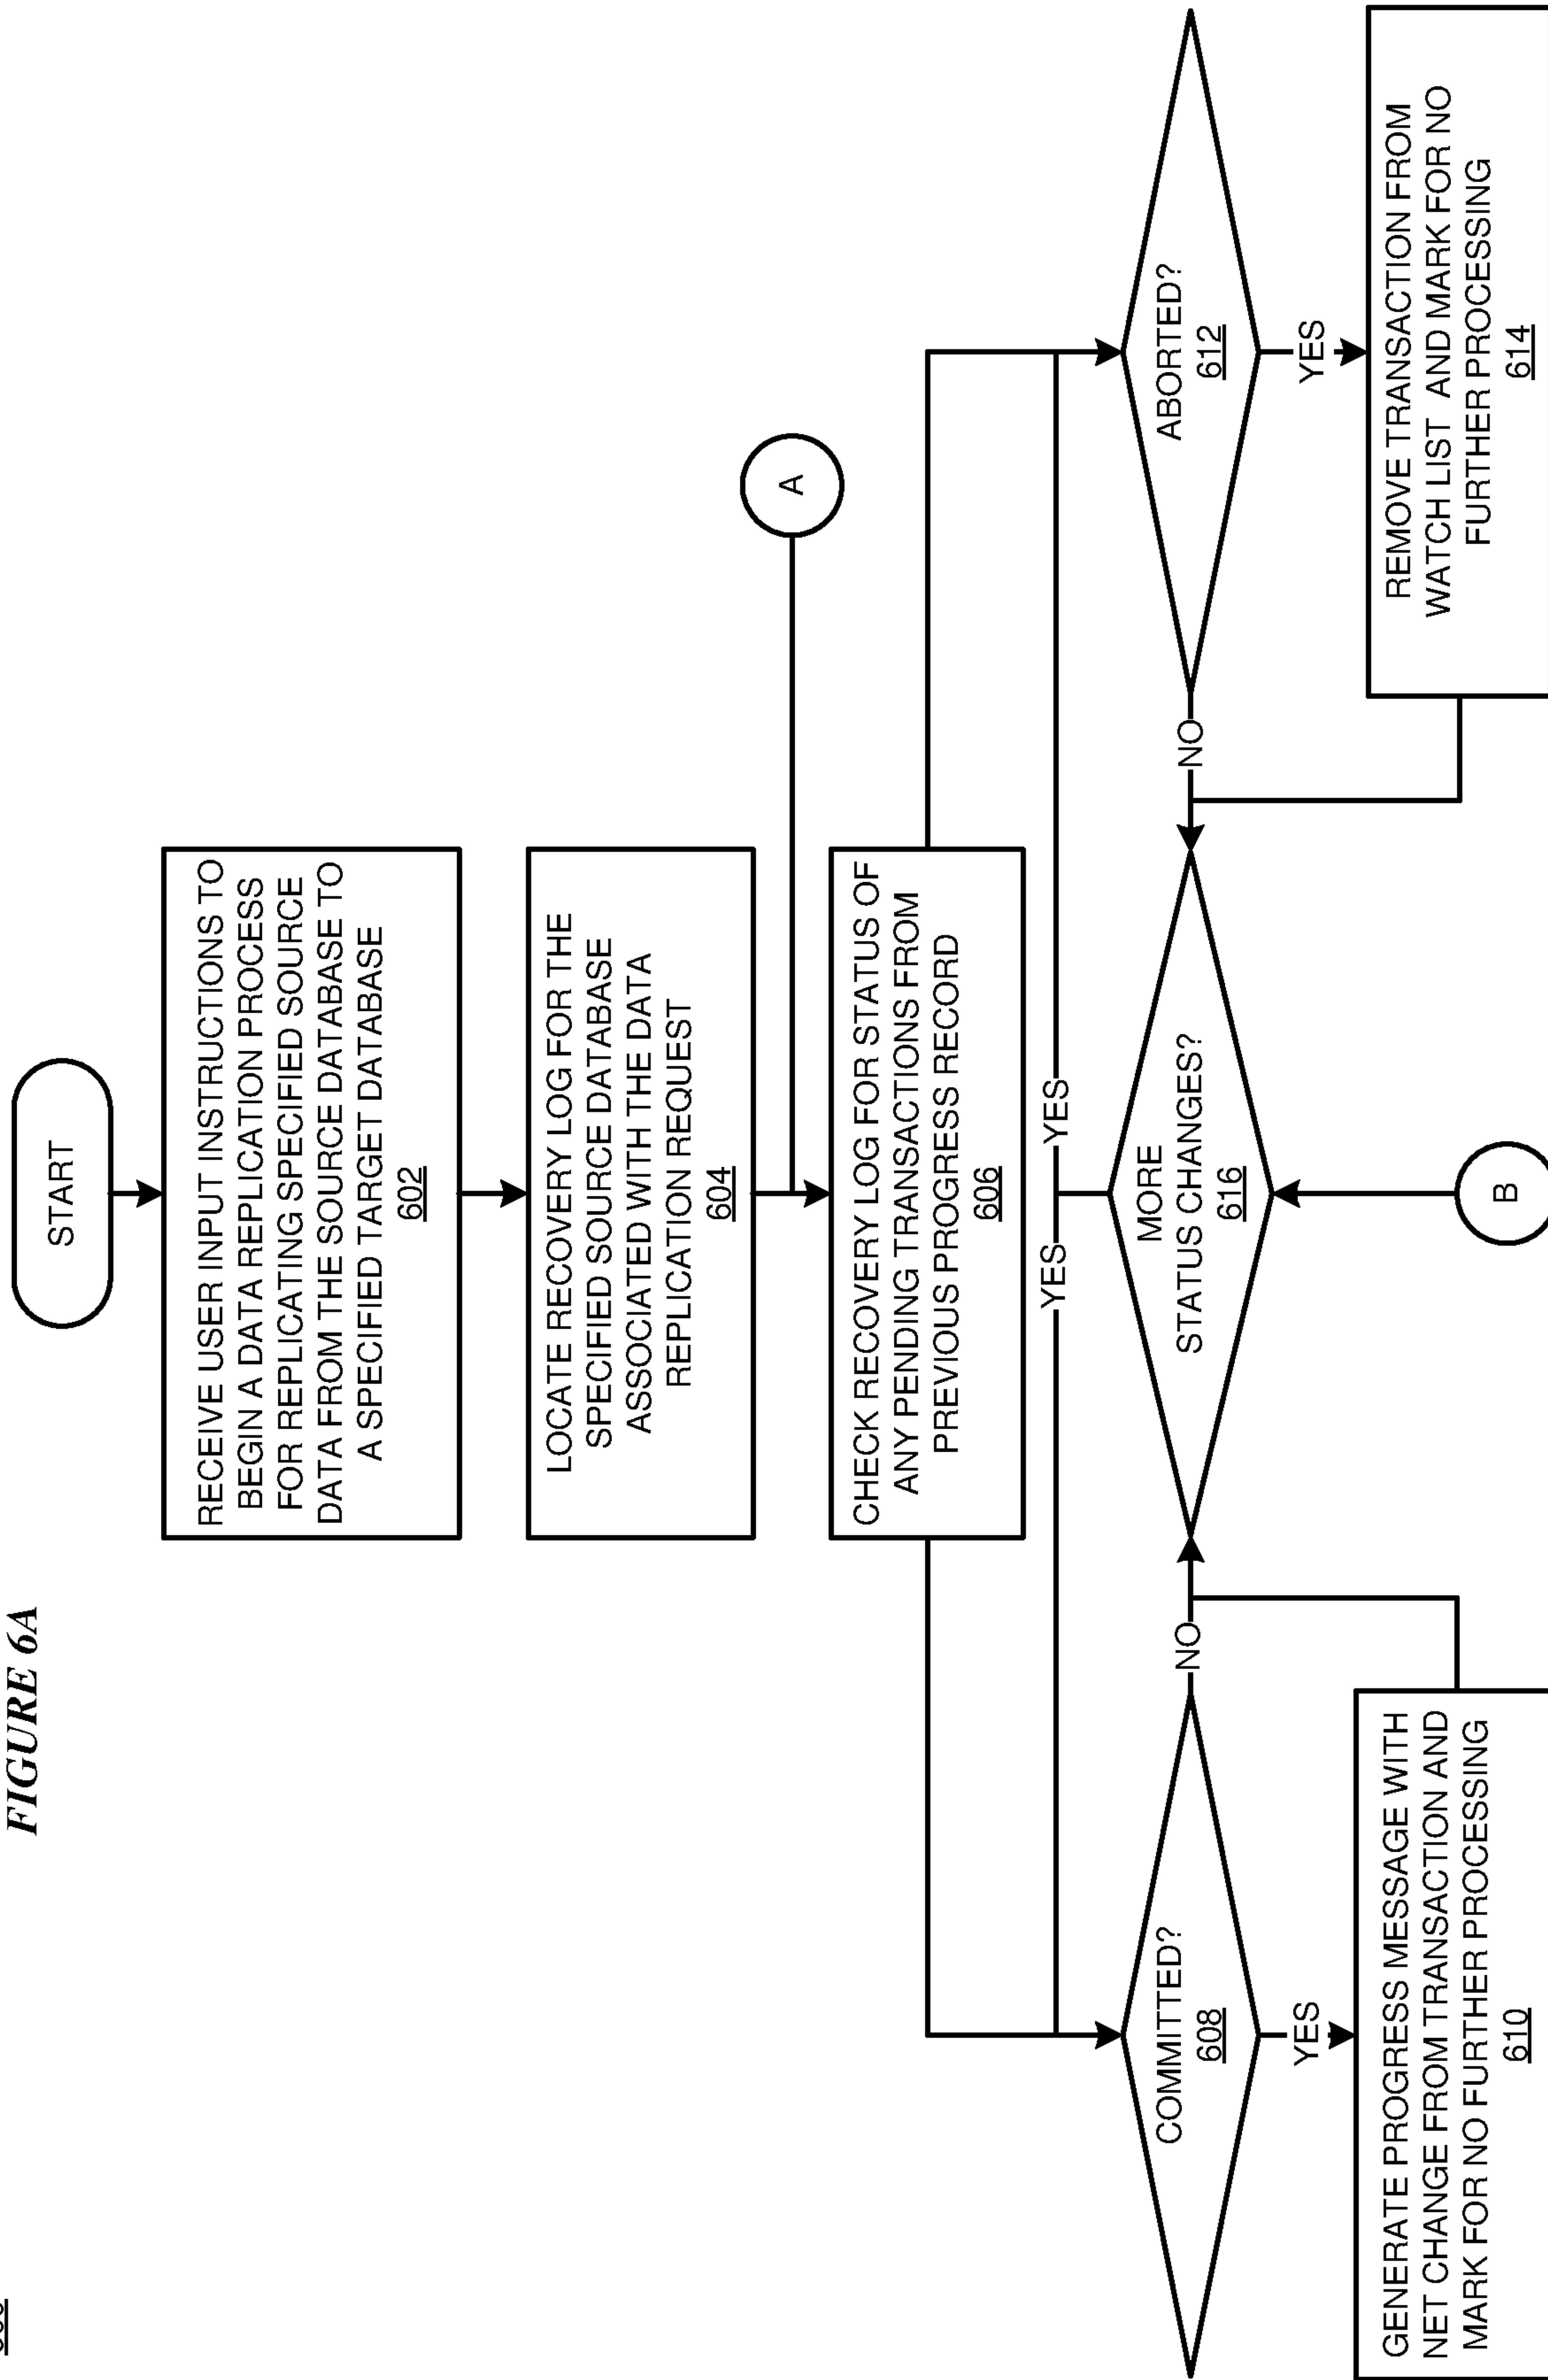 FIGURE 6A
START
RECEIVE USER INPUT INSTRUCTIONS TO
BEGIN A DATA REPLICATION PROCESS
FOR REPLICATING SPECIFIED SOURCE
DATA FROM THE SOURCE DATABASE TO
A SPECIFIED TARGET DATABASE
602
LOCATE RECOVERY LOG FOR THE
SPECIFIED SOURCE DATABASE
ASSOCIATED WITH THE DATA
REPLICATION REQUEST
604
A
CHECK RECOVERY LOG FOR STATUS OF
ANY PENDING TRANSACTIONS FROM
PREVIOUS PROGRESS RECORD
606
YES
YES
COMMITTED?
608
NO
MORE
STATUS CHANGES?
616
NO
ABORTED?
612
YES
YES
GENERATE PROGRESS MESSAGE WITH
NET CHANGE FROM TRANSACTION AND
MARK FOR NO FURTHER PROCESSING
610
B
REMOVE TRANSACTION FROM
WATCH LIST AND MARK FOR NO
FURTHER PROCESSING
614